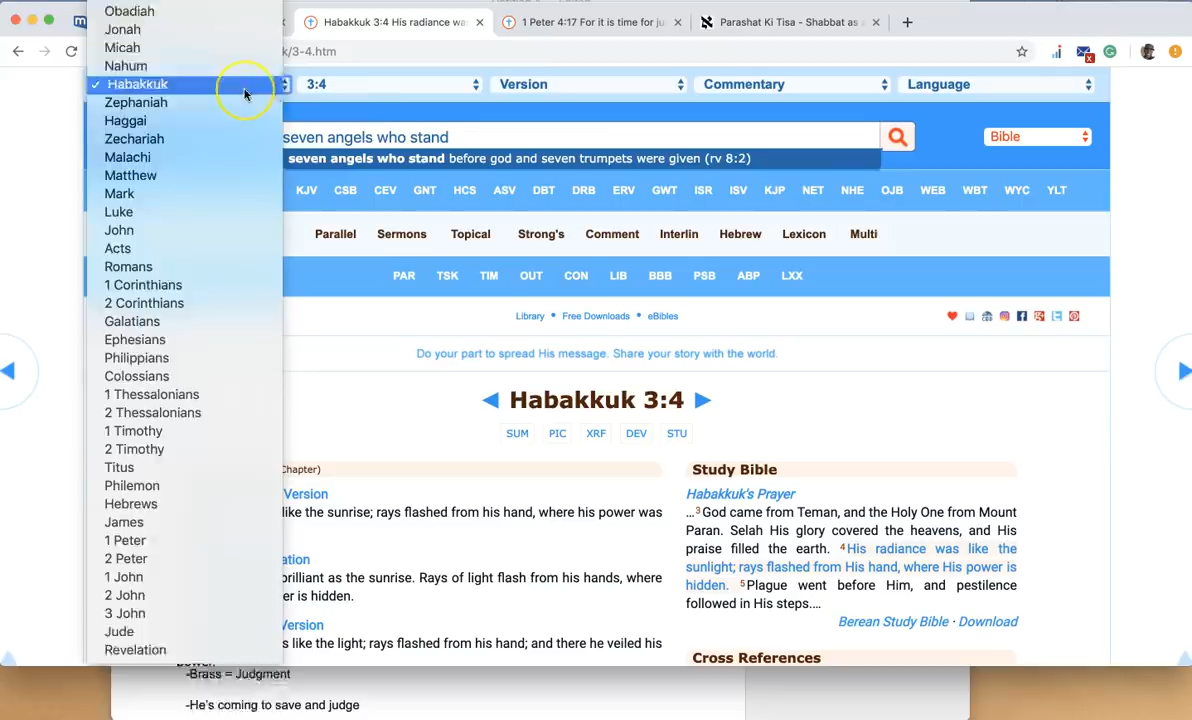 Obadiah
Jonah
Micah
Nahum
✓ Habakkuk
Zephaniah
Haggai
Zechariah
Malachi
Matthew
Mark
Luke
John
Acts
Romans
1 Corinthians
2 Corinthians
Galatians
Ephesians
Philippians
Colossians
1 Thessalonians
2 Thessalonians
1 Timothy
2 Timothy
Titus
Philemon
Hebrews
James
1 Peter
2 Peter
1 John
2 John
3 John
Jude
Revelation
Habakkuk 3:4 His radiance was
1 Peter 4:17 For it is time for ju
Parashat Ki Tisa - Shabbat as
k/3-4.htm
3:4
Version
Commentary
Language
seven angels who stand
Bible
seven angels who stand before god and seven trumpets were given (rv 8:2)
KJV CSB CEV GNT HCS ASV DBT DRB ERV GWT ISR ISV KJP NET NHE OJB WEB WBT WYC YLT
Parallel Sermons Topical Strong's Comment Interlin Hebrew Lexicon Multi
PAR TSK TIM OUT CON LIB BBB PSB ABP LXX
Library • Free Downloads • eBibles
Do your part to spread His message. Share your story with the world.
Habakkuk 3:4
SUM PIC XRF DEV STU
Chapter)
Version
like the sunrise; rays flashed from his hand, where his power was
ation
brilliant as the sunrise. Rays of light flash from his hands, where
er is hidden.
Version
s like the light; rays flashed from his hand; and there he veiled his
Study Bible
Habakkuk's Prayer
…3God came from Teman, and the Holy One from Mount
Paran. Selah His glory covered the heavens, and His
praise filled the earth. 4His radiance was like the
sunlight; rays flashed from His hand, where His power is
hidden. 5Plague went before Him, and pestilence
followed in His steps.…
Berean Study Bible · Download
Cross References
-Brass = Judgment
-He's coming to save and judge